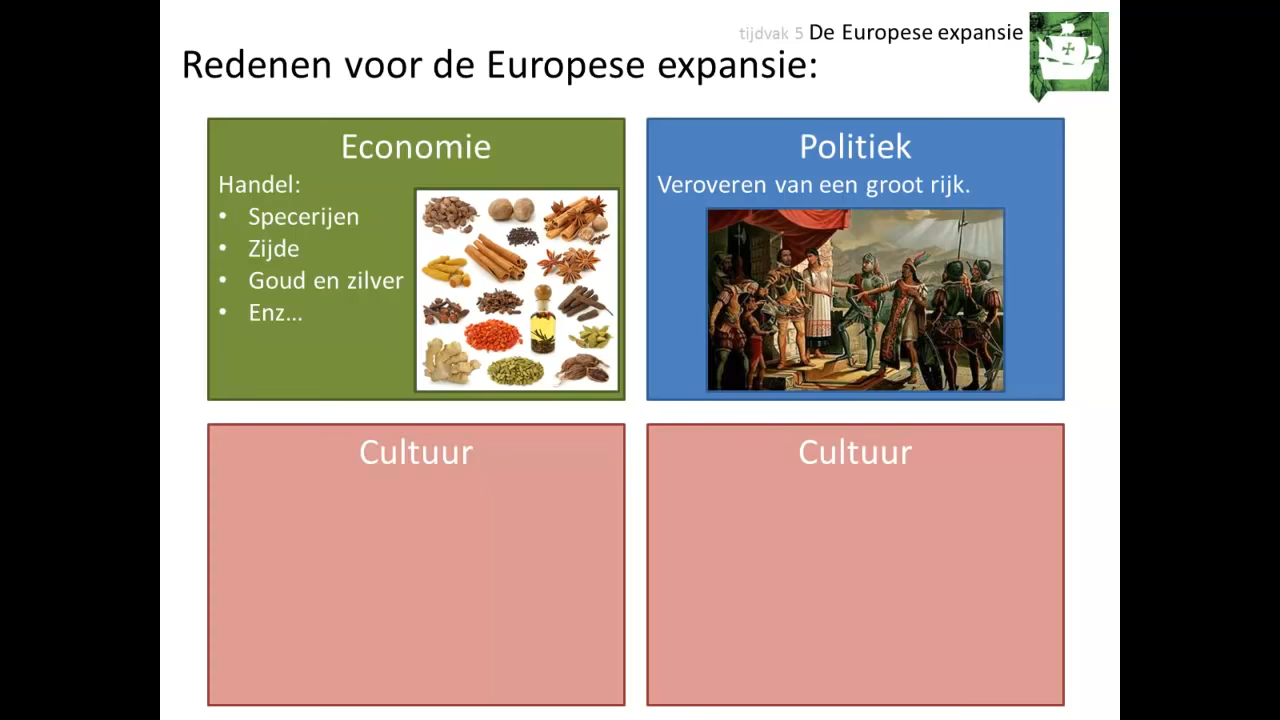 tijdvak 5 De Europese expansie
Redenen voor de Europese expansie:
Economie
Handel:
• Specerijen
• Zijde
• Goud en zilver
• Enz...
Politiek
Veroveren van een groot rijk.
Cultuur
Cultuur